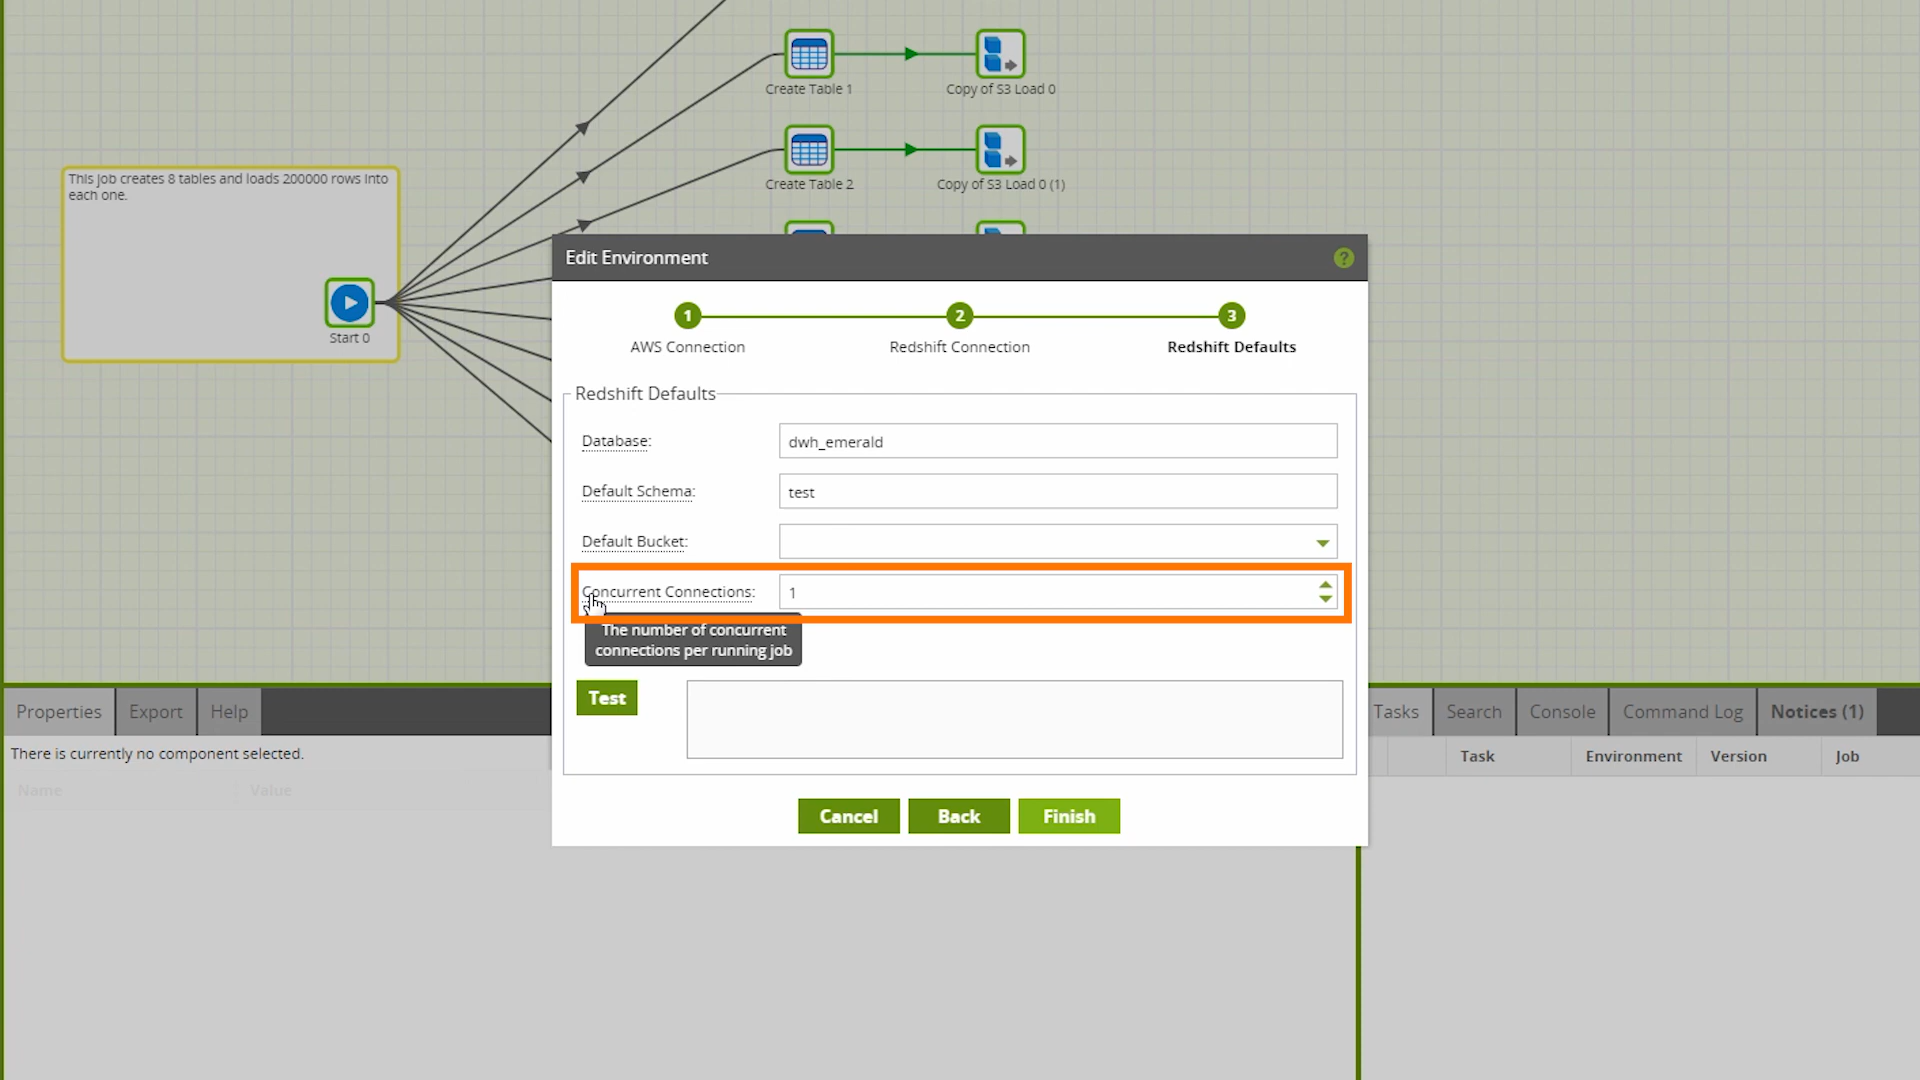 Create Table 1
Copy of S3 Load 0
Create Table 2
Copy of S3 Load 0 (1)
This job creates 8 tables and loads 200000 rows into
each one.
Start 0
Edit Environment
?
1
2
3
AWS Connection
Redshift Connection
Redshift Defaults
Redshift Defaults
Database:
dwh_emerald
Default Schema:
test
Default Bucket:
Concurrent Connections:
1
The number of concurrent
connections per running job
Test
Cancel
Back
Finish
Properties
Export
Help
There is currently no component selected.
Name
Value
Tasks
Search
Console
Command Log
Notices (1)
Task
Environment
Version
Job